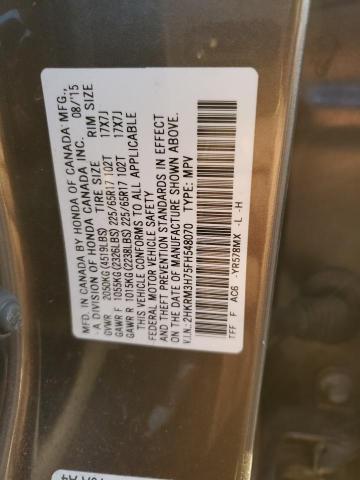 MFD. IN CANADA BY HONDA OF CANADA MFG.,
A DIVISION OF HONDA CANADA INC. 08/15
TIRE SIZE RIM SIZE
GVWR 2050KG(4519LBS)
GAWR F 1055KG(2326LBS) 225/65R17 102T 17X7J
GAWR R 1015KG(2238LBS) 225/65R17 102T 17X7J
THIS VEHICLE CONFORMS TO ALL APPLICABLE
FEDERAL MOTOR VEHICLE SAFETY
AND THEFT PREVENTION STANDARDS IN EFFECT
ON THE DATE OF MANUFACTURE SHOWN ABOVE.
V.I.N.: 2HKRM3H75FH548070 TYPE: MPV
TFF F AC6 -YR578MX -L -H